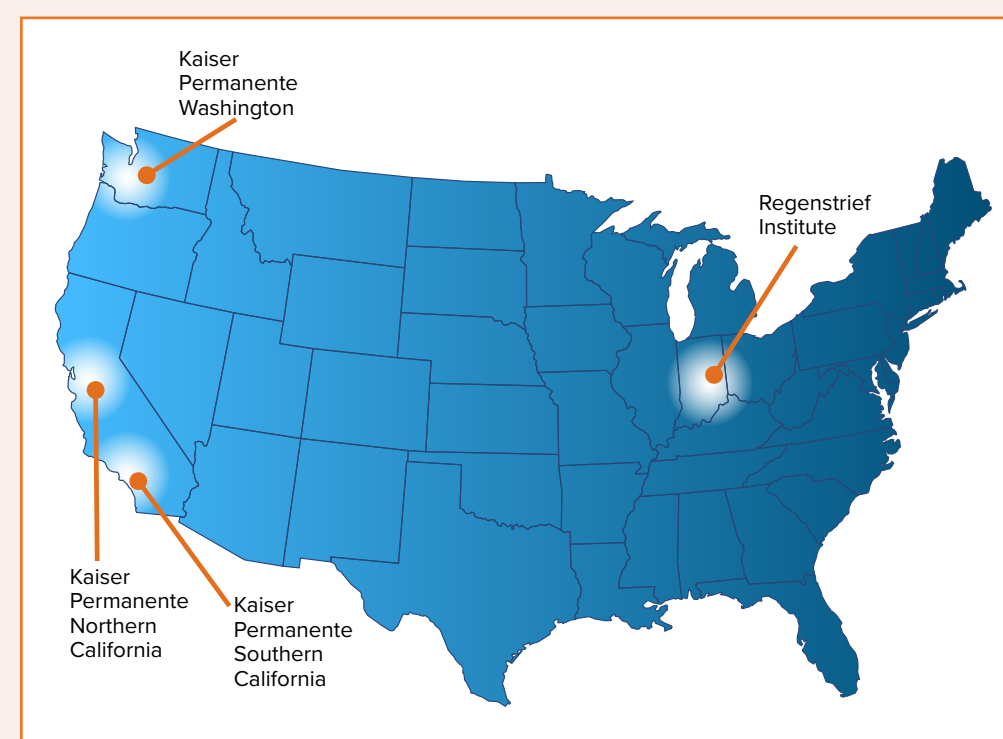 Kaiser
Permanente
Washington
Regenstrief
Institute
Kaiser
Permanente
Northern
California
Kaiser
Permanente
Southern
California